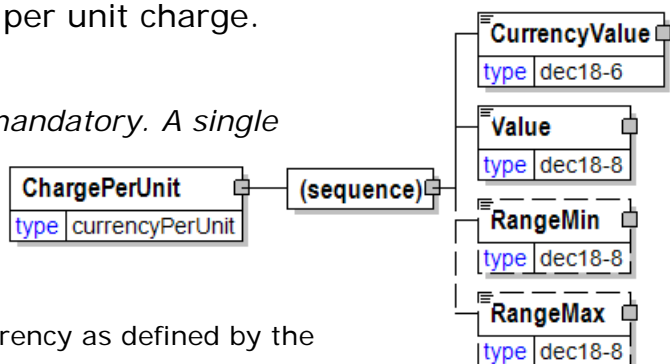 per unit charge.
mandatory. A single
ChargePerUnit
type currencyPerUnit
(sequence)
CurrencyValue
type dec18-6
Value
type dec18-8
RangeMin
type dec18-8
RangeMax
type dec18-8
rrency as defined by the